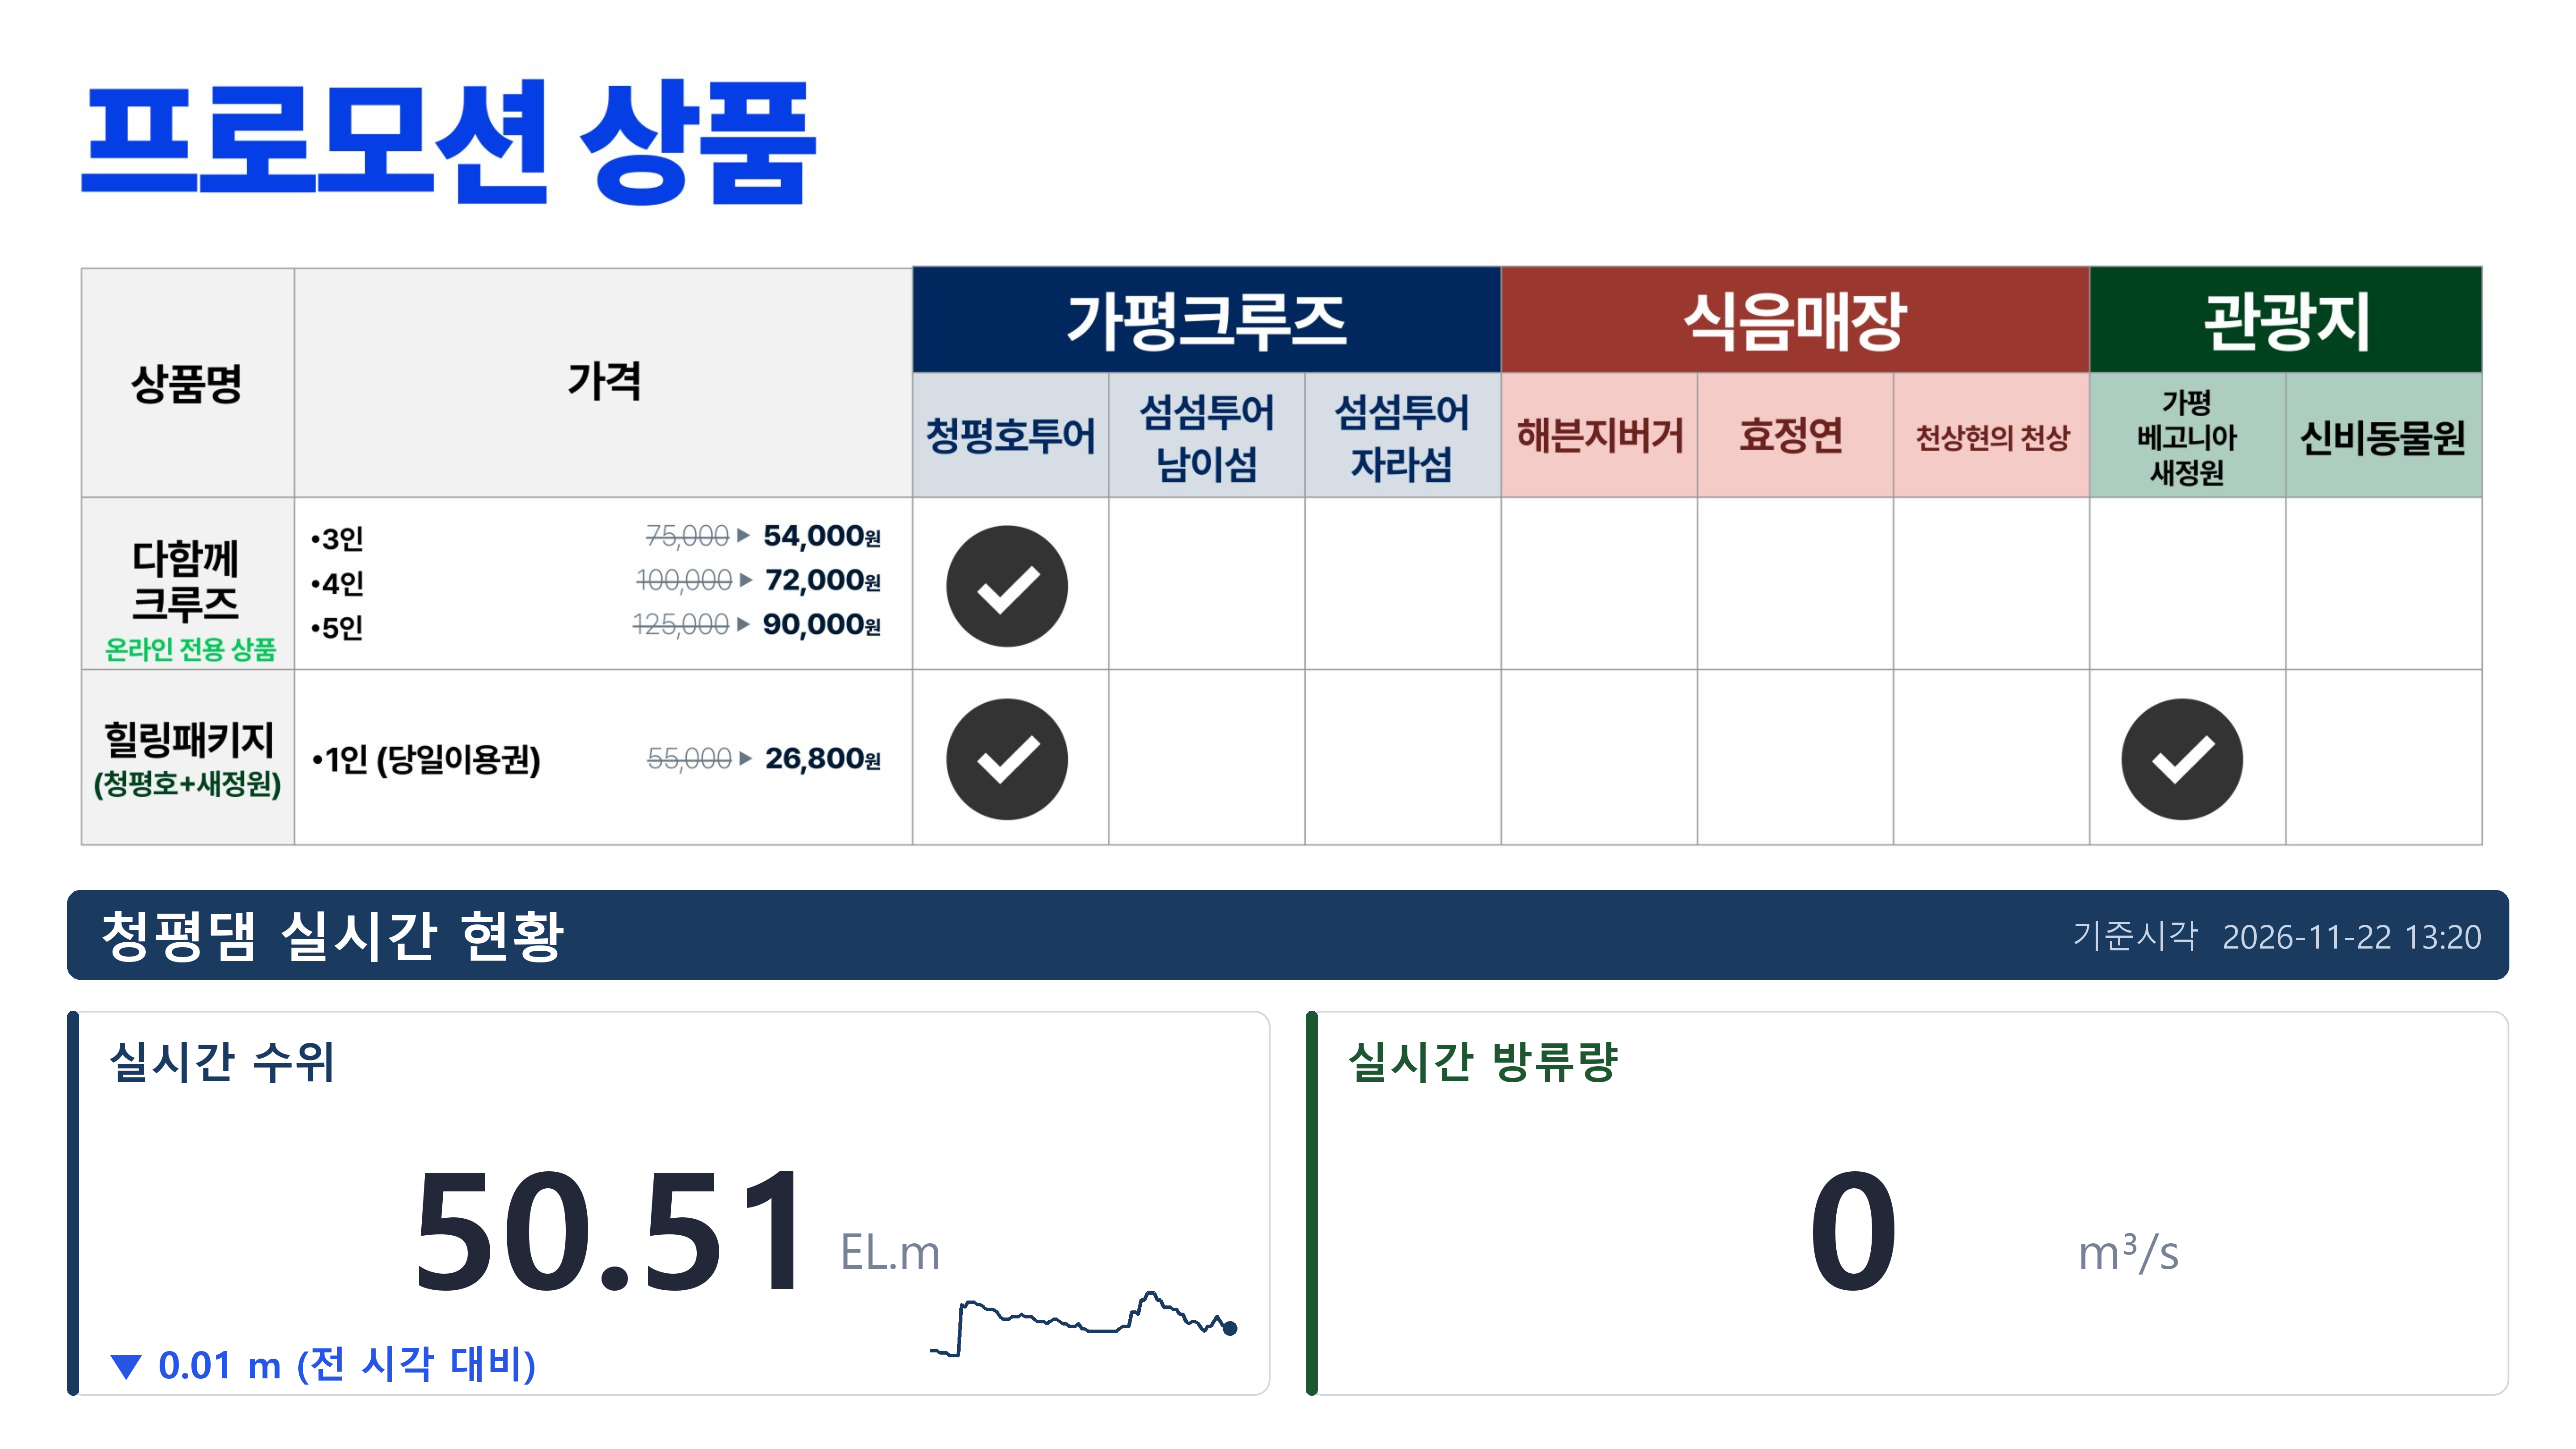 프로모션 상품
상품명
가격
가평크루즈
식음매장
관광지
청평호투어
섬섬투어
남이섬
섬섬투어
자라섬
해븐지버거
효정연
천상현의 천상
가평
베고니아
새정원
신비동물원
다함께
크루즈
온라인 전용 상품
•3인 75,000 ▶ 54,000원
•4인 100,000 ▶ 72,000원
•5인 125,000 ▶ 90,000원
힐링패키지
(청평호+새정원)
•1인 (당일이용권) 55,000 ▶ 26,800원
청평댐 실시간 현황
기준시각 2026-11-22 13:20
실시간 수위
50.51 EL.m
▼ 0.01 m (전 시각 대비)
실시간 방류량
0 m³/s